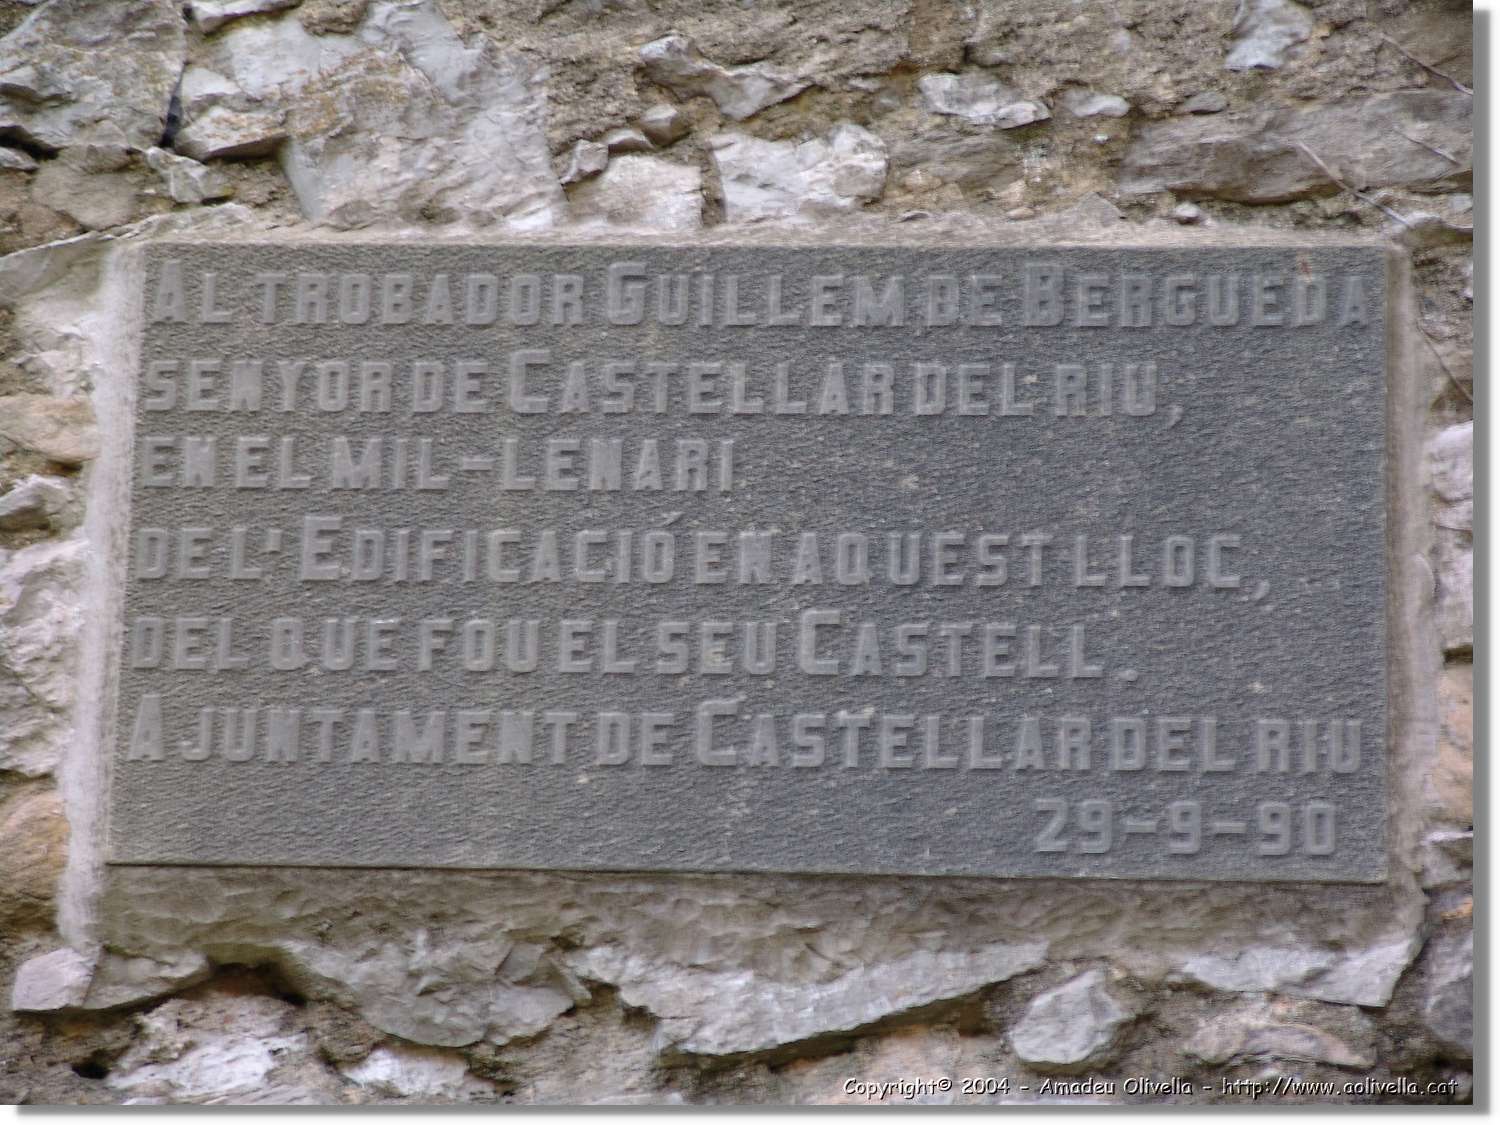 AL TROBADOR GUILLEM DE BERGUEDA
SENYOR DE CASTELLAR DEL RIU,
EN EL MIL-LENARI
DE L'EDIFICACIÓ EN AQUEST LLOC,
DEL QUE FOU EL SEU CASTELL.
AJUNTAMENT DE CASTELLAR DEL RIU
29-9-90
Copyright© 2004 - Amadeu Olivella - http://www.aolivella.cat